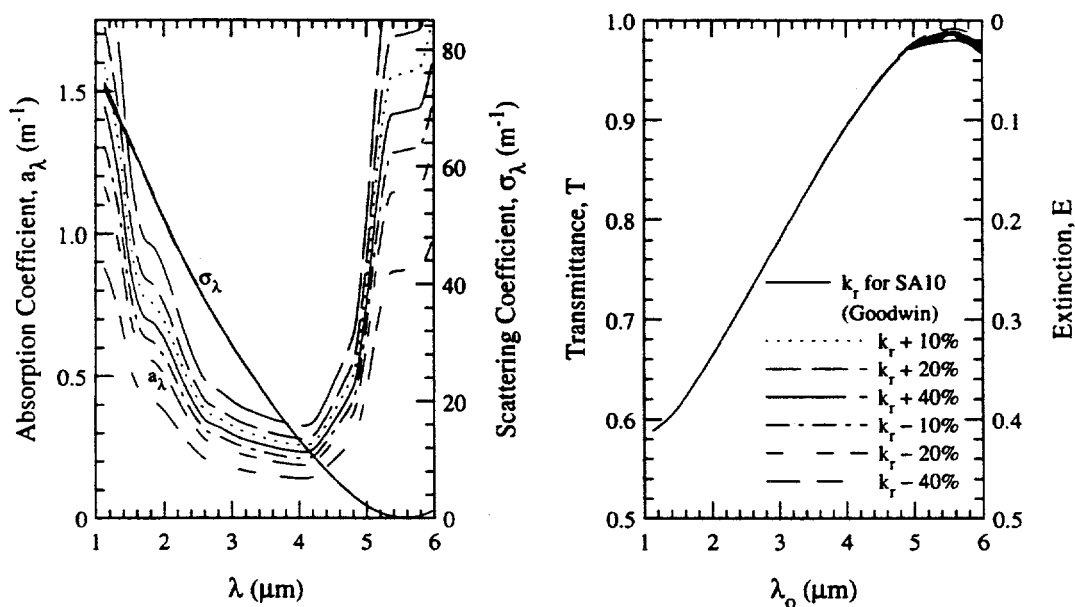 Absorption Coefficient, a_λ (m⁻¹)
1.5
1.0
0.5
0
80
60
40
20
0
Scattering Coefficient, σ_λ (m⁻¹)
σ_λ
a_λ
1 2 3 4 5 6
λ (μm)
Transmittance, T
1.0
0.9
0.8
0.7
0.6
0.5
0
0.1
0.2
0.3
0.4
0.5
Extinction, E
k_r for SA10
(Goodwin)
k_r + 10%
k_r + 20%
k_r + 40%
k_r − 10%
k_r − 20%
k_r − 40%
1 2 3 4 5 6
λ_o (μm)